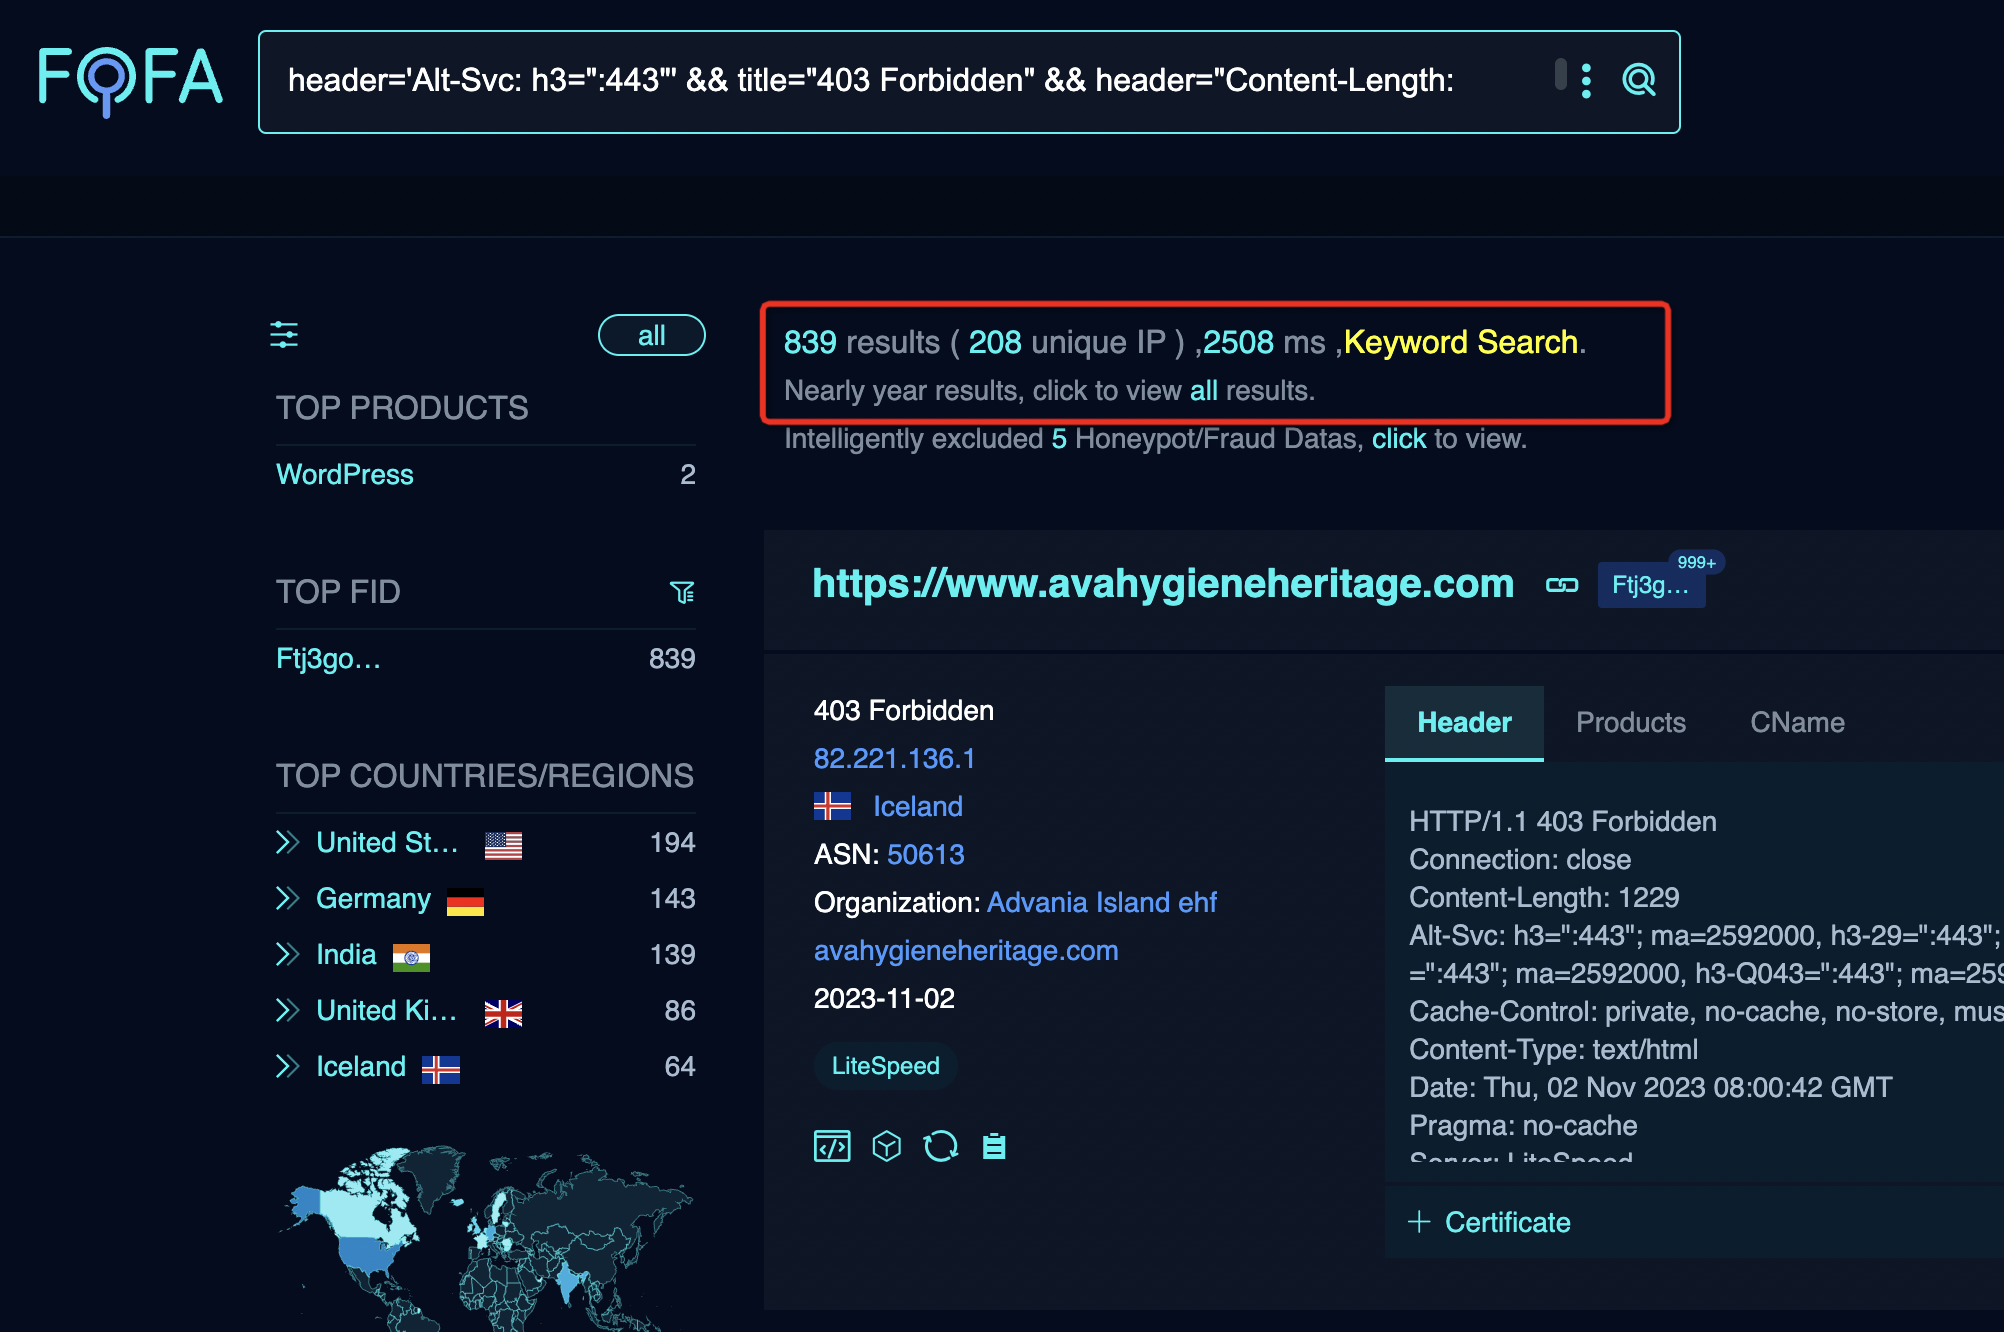 FOFA
header='Alt-Svc: h3=":443"' && title="403 Forbidden" && header="Content-Length:
all
839 results ( 208 unique IP ) ,2508 ms ,Keyword Search.
Nearly year results, click to view all results.
Intelligently excluded 5 Honeypot/Fraud Datas, click to view.
TOP PRODUCTS
WordPress 2
TOP FID
Ftj3go... 839
TOP COUNTRIES/REGIONS
United St... 194
Germany 143
India 139
United Ki... 86
Iceland 64
https://www.avahygieneheritage.com
Ftj3g...
999+
403 Forbidden
82.221.136.1
Iceland
ASN: 50613
Organization: Advania Island ehf
avahygieneheritage.com
2023-11-02
LiteSpeed
Header Products CName
HTTP/1.1 403 Forbidden
Connection: close
Content-Length: 1229
Alt-Svc: h3=":443"; ma=2592000, h3-29=":443";
=":443"; ma=2592000, h3-Q043=":443"; ma=259
Cache-Control: private, no-cache, no-store, mus
Content-Type: text/html
Date: Thu, 02 Nov 2023 08:00:42 GMT
Pragma: no-cache
Server: LiteSpeed
+ Certificate